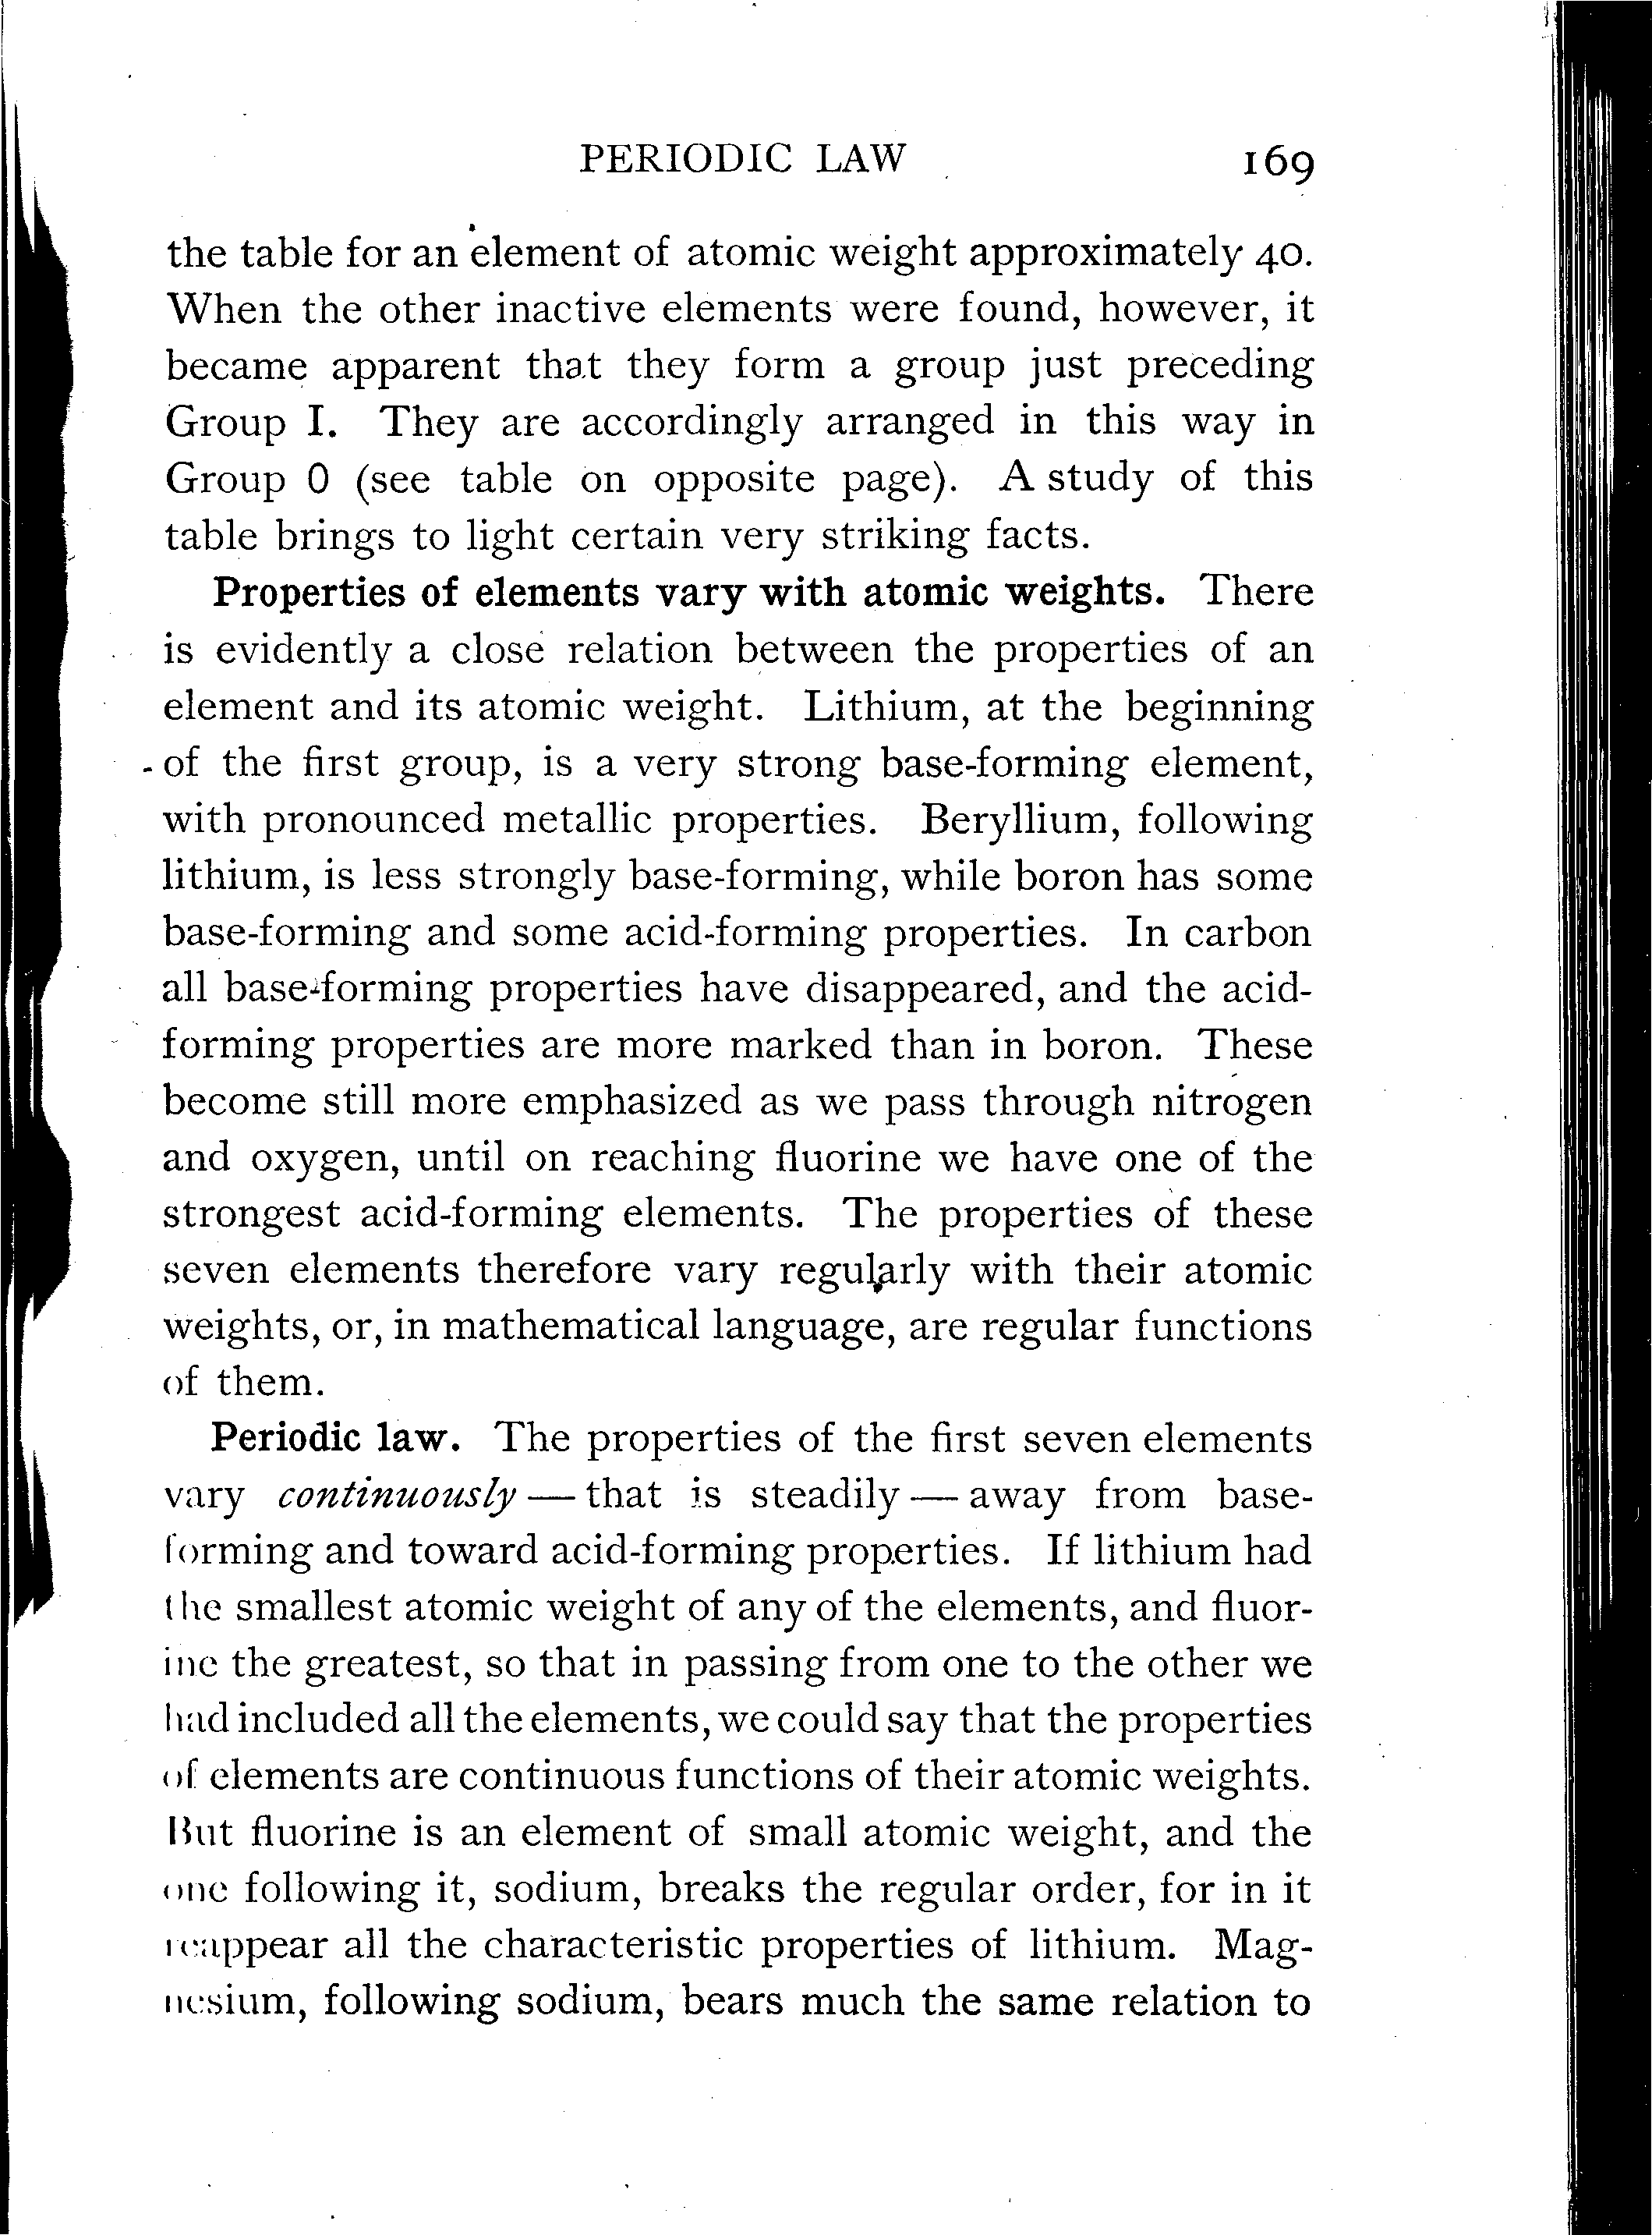 PERIODIC LAW 169
the table for an element of atomic weight approximately 40.
When the other inactive elements were found, however, it
became apparent that they form a group just preceding
Group I. They are accordingly arranged in this way in
Group 0 (see table on opposite page). A study of this
table brings to light certain very striking facts.
Properties of elements vary with atomic weights. There
is evidently a close relation between the properties of an
element and its atomic weight. Lithium, at the beginning
of the first group, is a very strong base-forming element,
with pronounced metallic properties. Beryllium, following
lithium, is less strongly base-forming, while boron has some
base-forming and some acid-forming properties. In carbon
all base-forming properties have disappeared, and the acid-
forming properties are more marked than in boron. These
become still more emphasized as we pass through nitrogen
and oxygen, until on reaching fluorine we have one of the
strongest acid-forming elements. The properties of these
seven elements therefore vary regularly with their atomic
weights, or, in mathematical language, are regular functions
of them.
Periodic law. The properties of the first seven elements
vary continuously — that is steadily — away from base-
forming and toward acid-forming properties. If lithium had
the smallest atomic weight of any of the elements, and fluor-
ine the greatest, so that in passing from one to the other we
had included all the elements, we could say that the properties
of elements are continuous functions of their atomic weights.
But fluorine is an element of small atomic weight, and the
one following it, sodium, breaks the regular order, for in it
reappear all the characteristic properties of lithium. Mag-
nesium, following sodium, bears much the same relation to